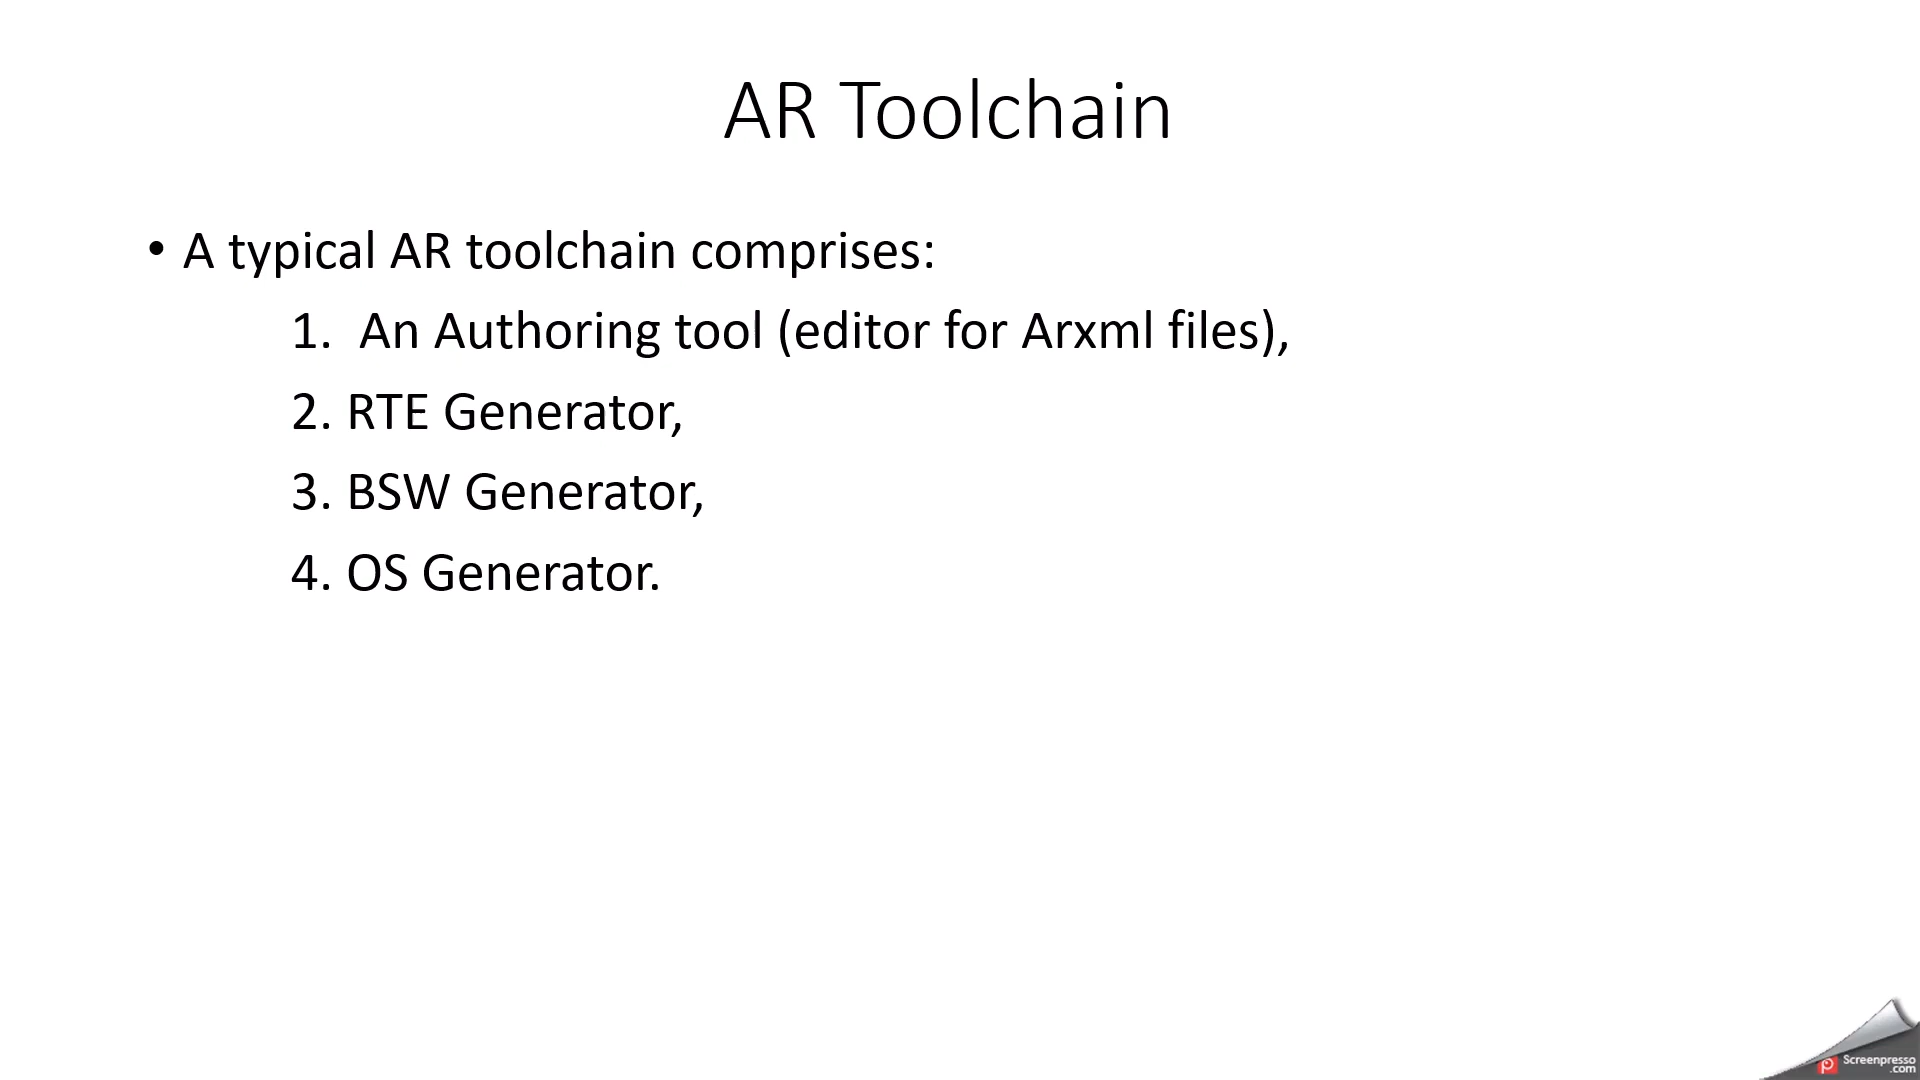 AR Toolchain
• A typical AR toolchain comprises:
1. An Authoring tool (editor for Arxml files),
2. RTE Generator,
3. BSW Generator,
4. OS Generator.
Screenpresso
.com